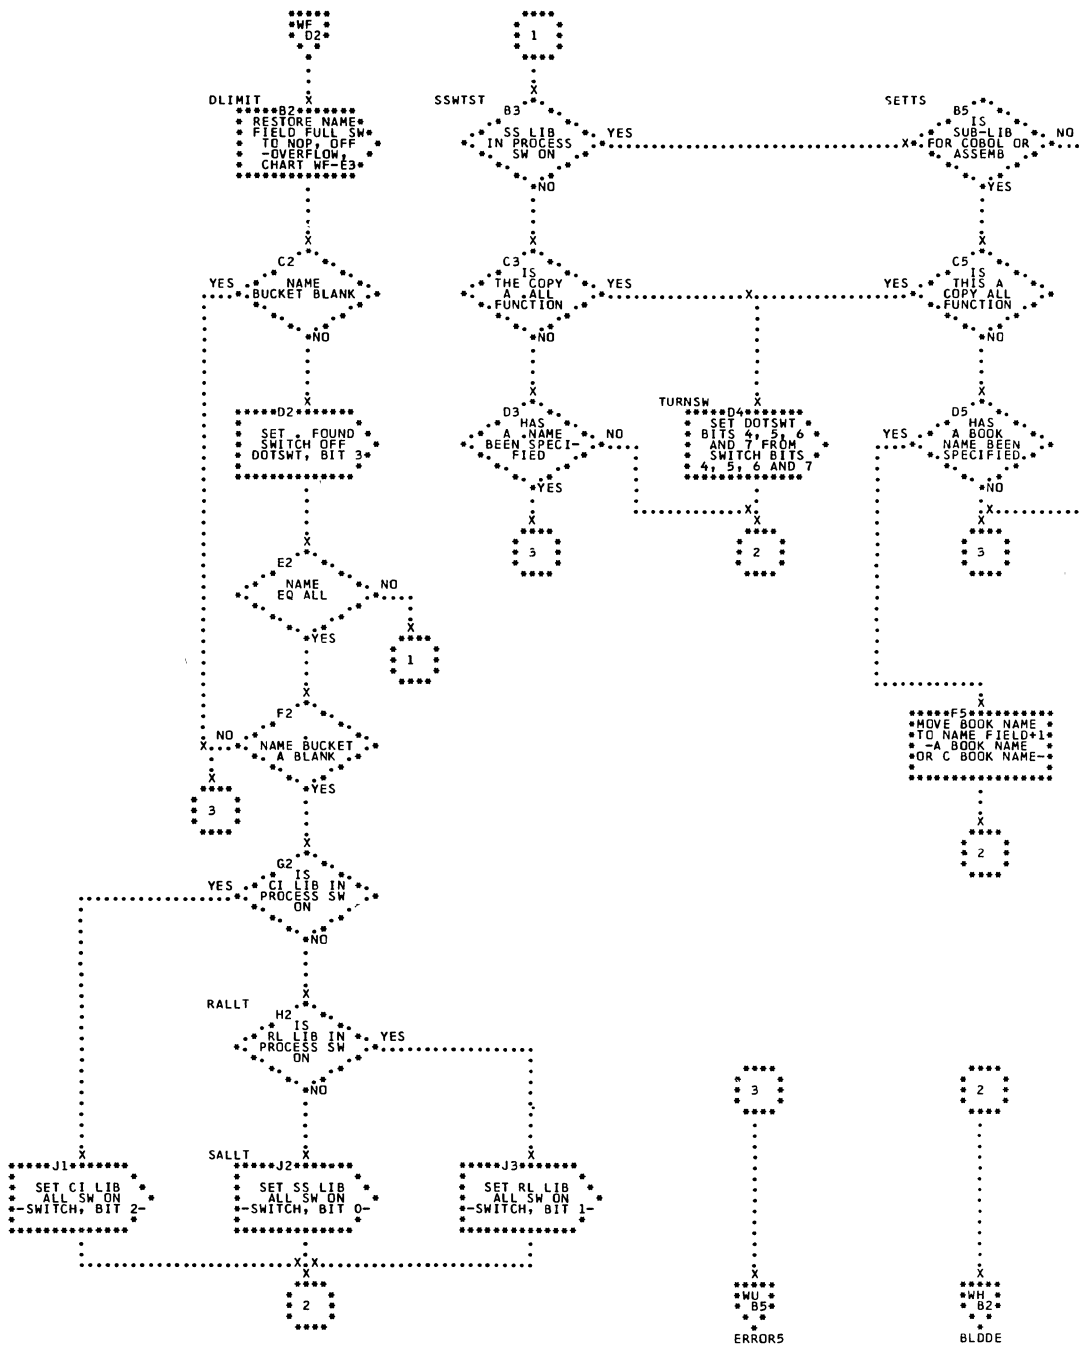 WF
D2
1
DLIMIT
B2
RESTORE NAME
FIELD FULL SW
TO NOP, OFF
-OVERFLOW,
CHART WF-E3
SSWTST
B3
SS LIB
IN PROCESS
SW ON
YES
NO
SETTS
B5
IS
SUB-LIB
FOR COBOL OR
ASSEMB
NO
YES
C2
NAME
BUCKET BLANK
YES
NO
C3
IS
THE COPY
A .ALL
FUNCTION
YES
NO
C5
IS
THIS A
COPY ALL
FUNCTION
YES
NO
D2
SET . FOUND
SWITCH OFF
DOTSWT, BIT 3
D3
HAS
A .NAME
BEEN SPECI-
FIED
NO
YES
TURNSW
D4
SET DOTSWT
BITS 4, 5, 6
AND 7 FROM
SWITCH BITS
4, 5, 6 AND 7
D5
HAS
A BOOK
NAME BEEN
SPECIFIED
YES
NO
3
2
3
E2
NAME
EQ ALL
NO
YES
1
F2
NAME BUCKET
A BLANK
NO
YES
3
F5
MOVE BOOK NAME
TO NAME FIELD+1
-A BOOK NAME
OR C BOOK NAME-
2
G2
IS
CI LIB IN
PROCESS SW
ON
YES
NO
RALLT
H2
IS
RL LIB IN
PROCESS SW
ON
YES
NO
3
2
J1
SET CI LIB
ALL SW ON
-SWITCH, BIT 2-
SALLT
J2
SET SS LIB
ALL SW ON
-SWITCH, BIT 0-
J3
SET RL LIB
ALL SW ON
-SWITCH, BIT 1-
2
WU
B5
ERROR5
WH
B2
BLDDE